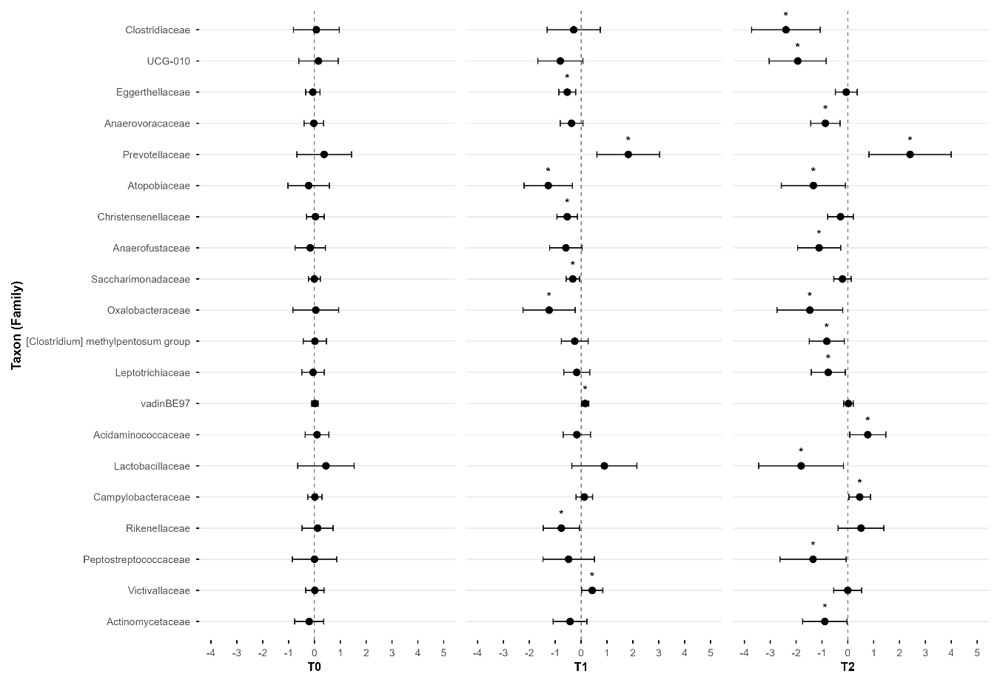 Taxon (Family)
Clostridiaceae
*
UCG-010
*
Eggerthellaceae
*
Anaerovoracaceae
*
Prevotellaceae
* *
Atopobiaceae
* *
Christensenellaceae
*
Anaerofustaceae
*
Saccharimonadaceae
*
Oxalobacteraceae
* *
[Clostridium] methylpentosum group
*
Leptotrichiaceae
*
vadinBE97
*
Acidaminococcaceae
*
Lactobacillaceae
*
Campylobacteraceae
*
Rikenellaceae
*
Peptostreptococcaceae
*
Victivallaceae
*
Actinomycetaceae
*
-4 -3 -2 -1 0 1 2 3 4 5
T0
-4 -3 -2 -1 0 1 2 3 4 5
T1
-4 -3 -2 -1 0 1 2 3 4 5
T2